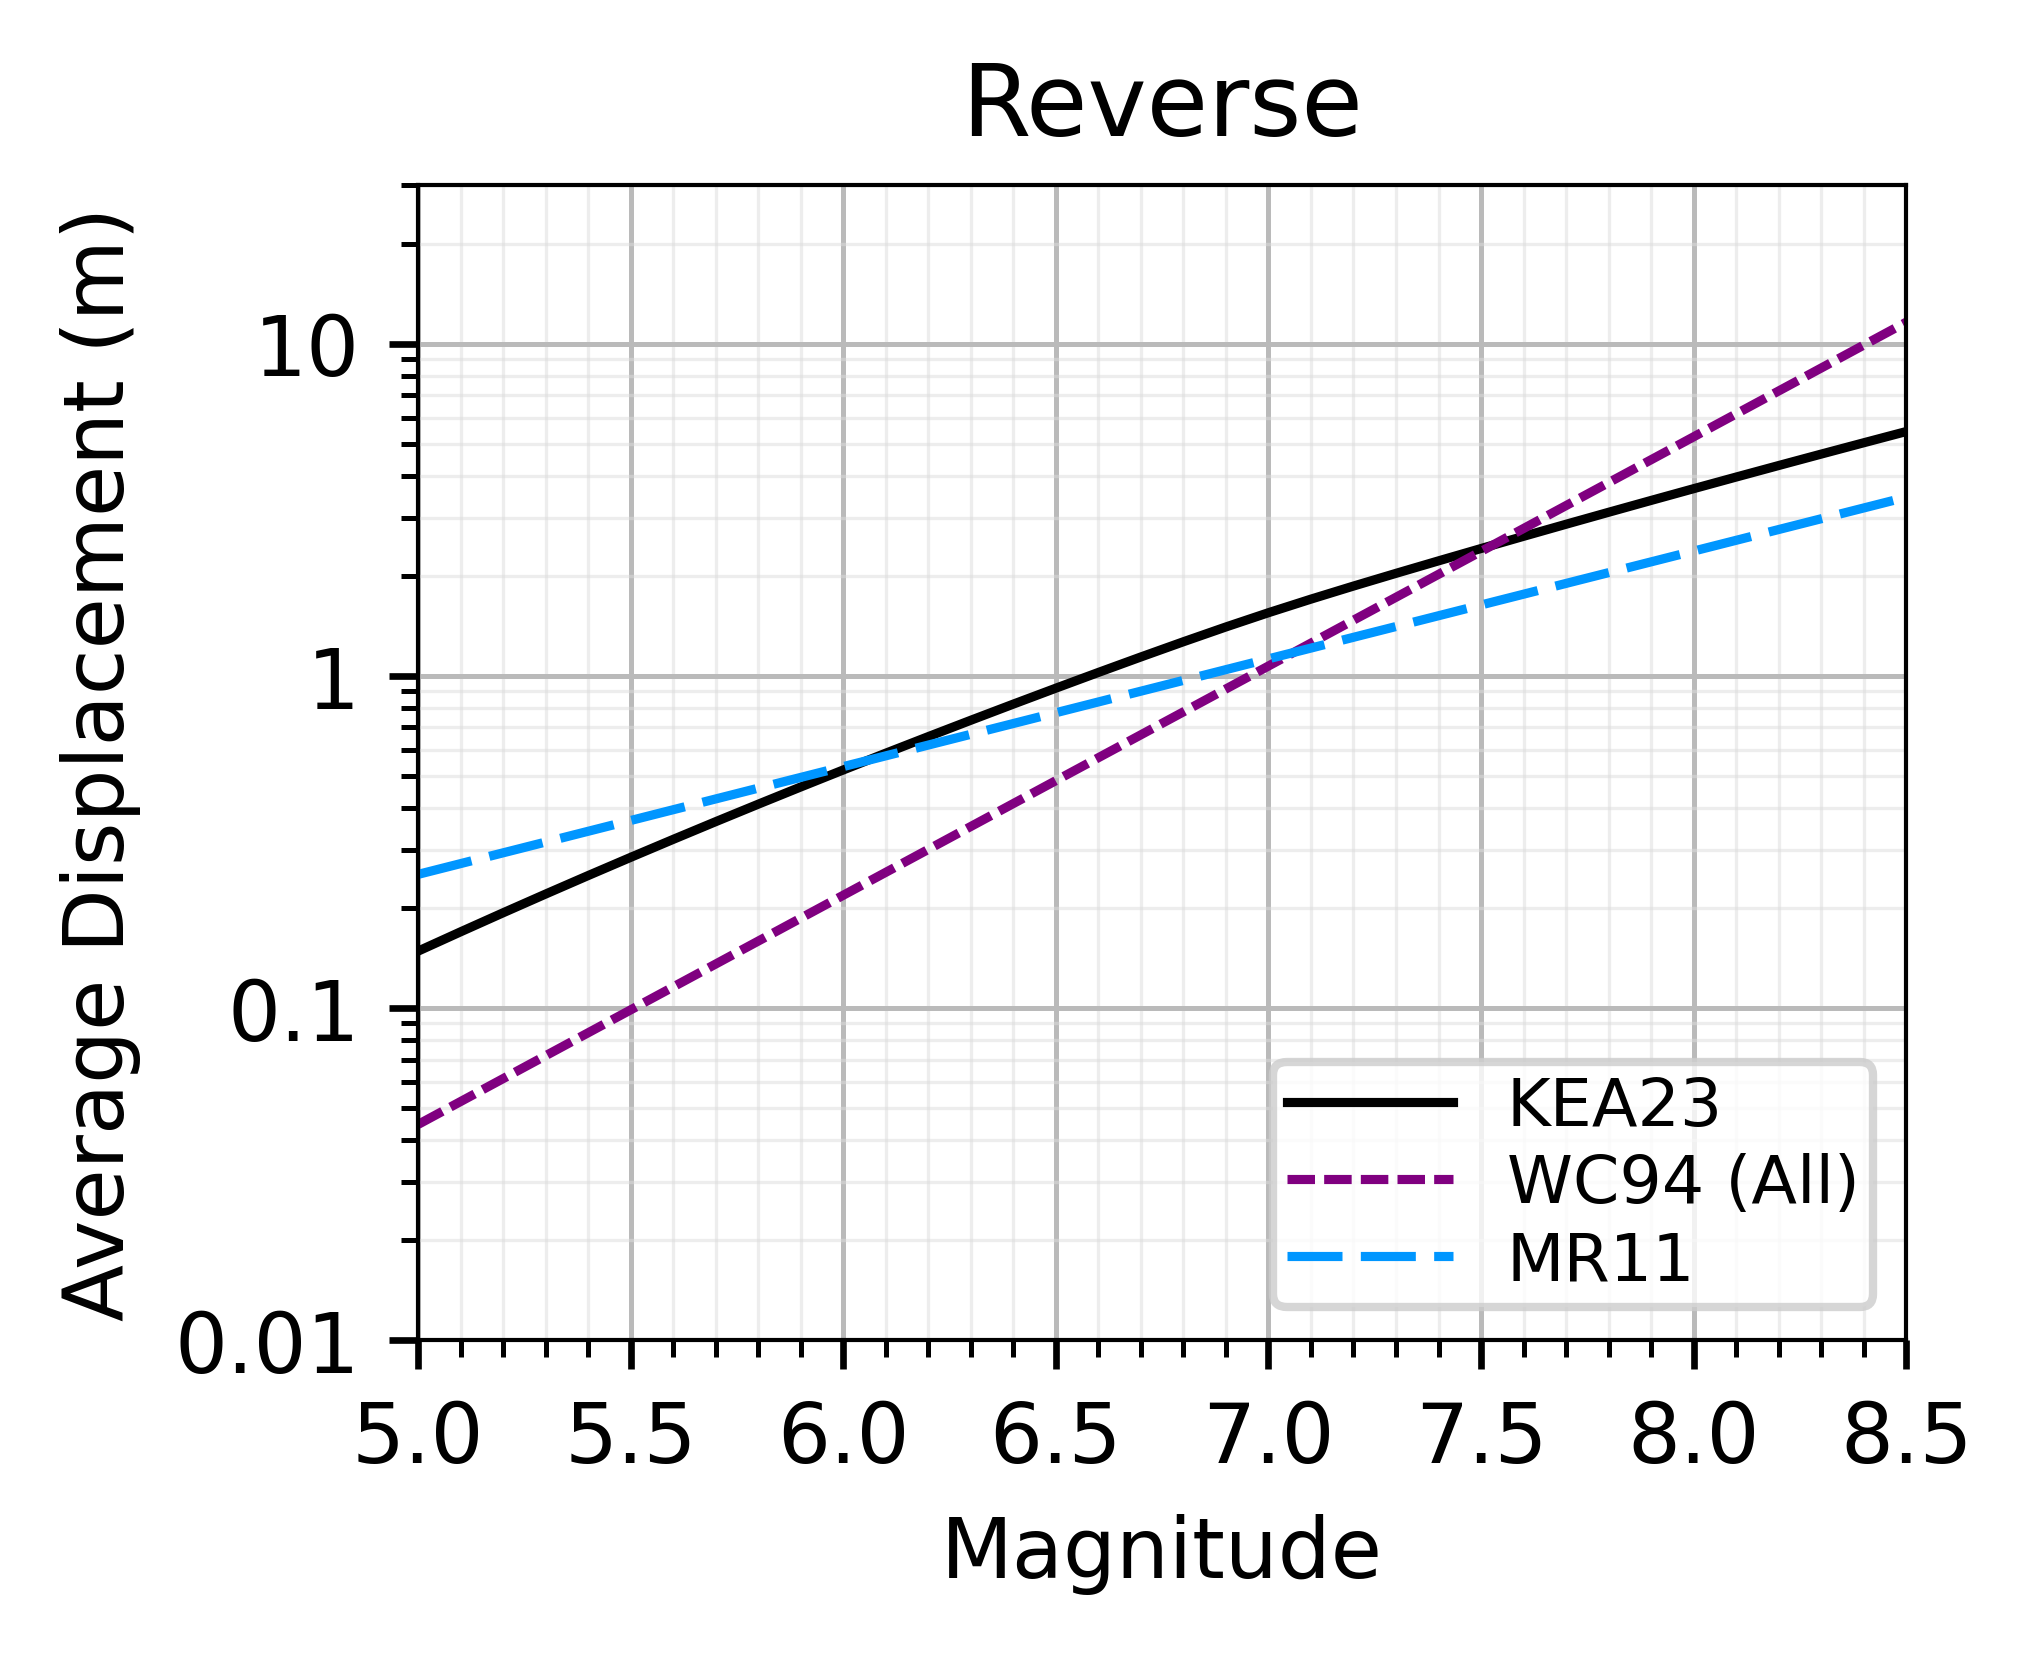 Reverse
Average Displacement (m)
10
1
0.1
0.01
5.0 5.5 6.0 6.5 7.0 7.5 8.0 8.5
Magnitude
KEA23
WC94 (All)
MR11